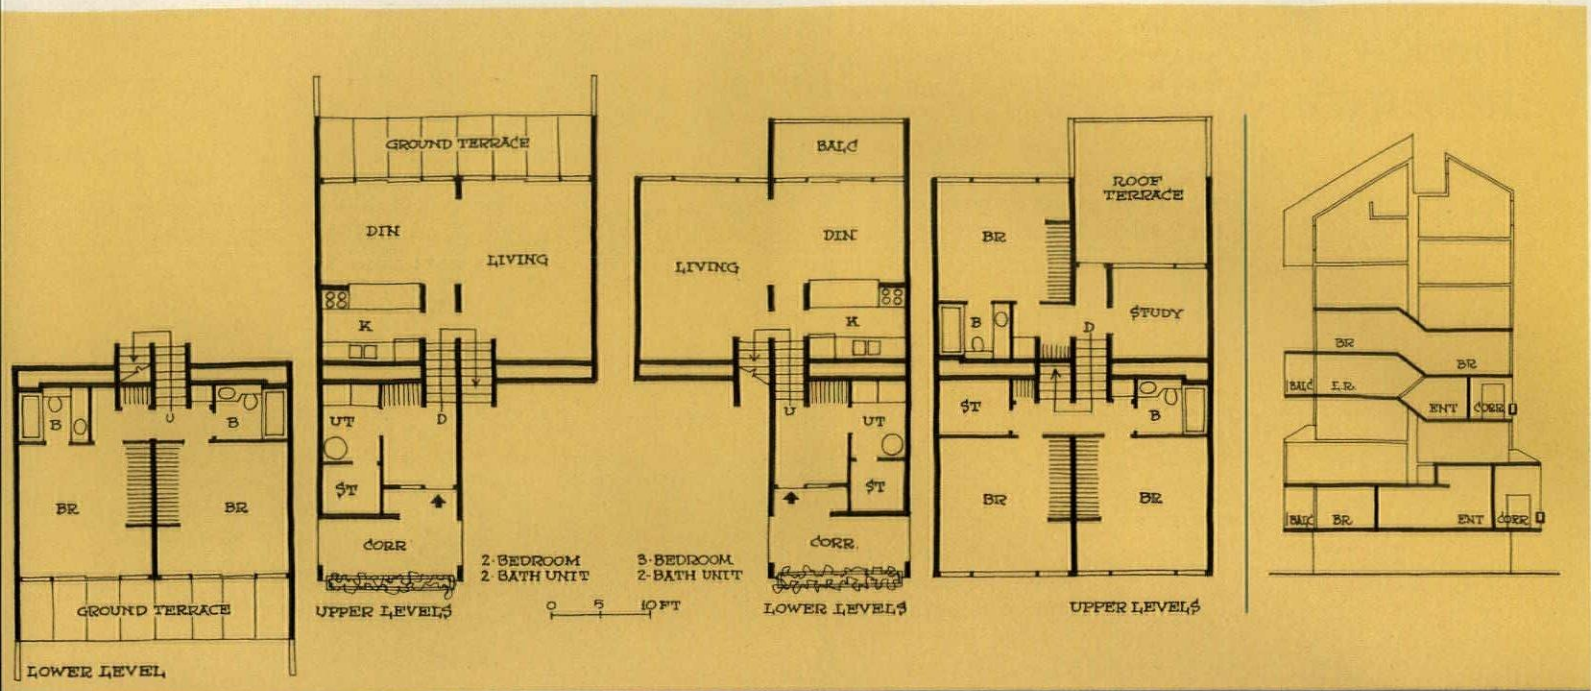 B
U
B
BR
BR
GROUND TERRACE
LOWER LEVEL
GROUND TERRACE
DIN
LIVING
K
UT
D
ST
CORR
UPPER LEVELS
2-BEDROOM
2-BATH UNIT
0 5 10 FT
3-BEDROOM
2-BATH UNIT
BALC
DIN
LIVING
K
U
UT
ST
CORR.
LOWER LEVELS
ROOF
TERRACE
BR
B
D
STUDY
ST
B
BR
BR
UPPER LEVELS
BR
BR
BALC
L.R.
ENT
CORR
BALC
BR
ENT
CORR